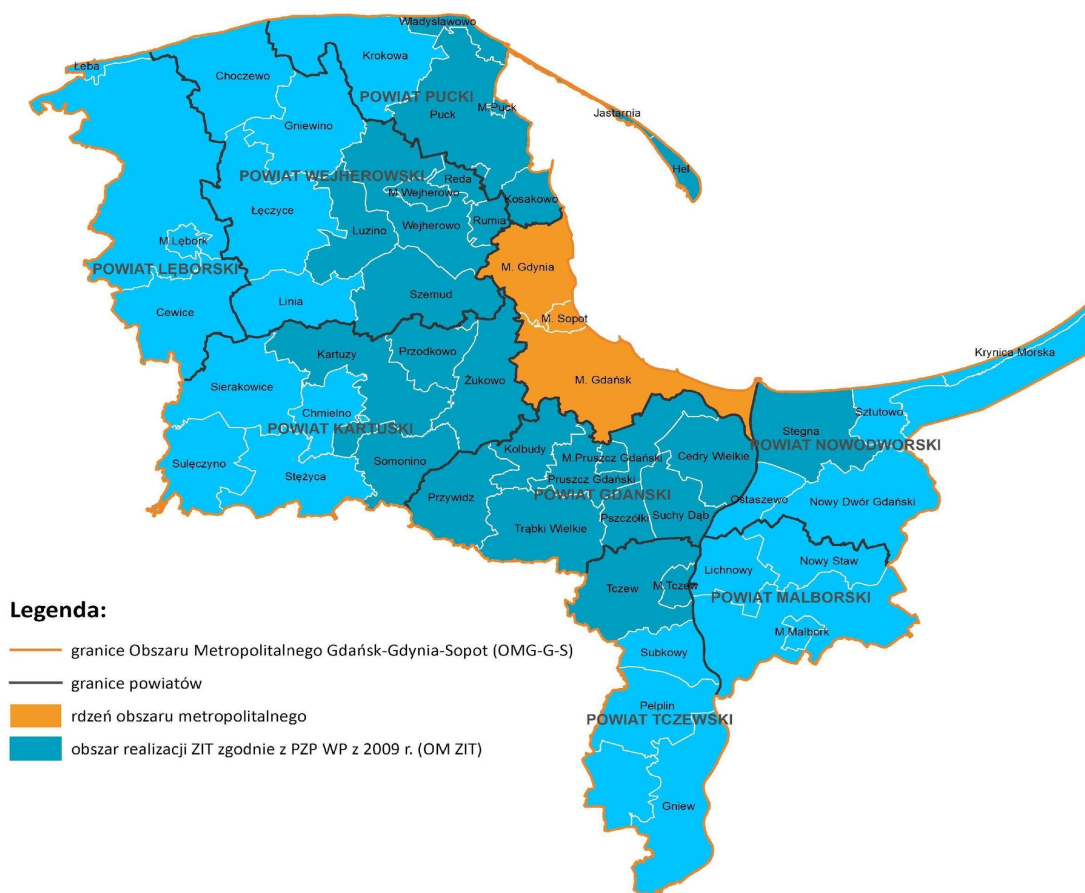 Władysławowo
Krokowa
Łeba
Choczewo
POWIAT PUCKI
M.Puck
Puck
Jastarnia
Gniewino
Hel
POWIAT WEJHEROWSKI
Reda
M.Wejherowo
Kosakowo
Łęczyce
Rumia
Luzino
Wejherowo
M.Lębork
POWIAT LĘBORSKI
M. Gdynia
Szemud
Linia
Cewice
M. Sopot
Krynica Morska
Kartuzy
Przodkowo
Żukowo
M. Gdańsk
Sierakowice
Chmielno
Sztutowo
POWIAT KARTUSKI
Stegna
POWIAT NOWODWORSKI
Kolbudy
M.Pruszcz Gdański
Cedry Wielkie
Sulęczyno
Somonino
Stężyca
Pruszcz Gdański
POWIAT GDAŃSKI
Przywidz
Ostaszewo
Nowy Dwór Gdański
Trąbki Wielkie
Pszczółki
Suchy Dąb
Nowy Staw
Lichnowy
Tczew
M.Tczew
POWIAT MALBORSKI
M.Malbork
Subkowy
Pelplin
POWIAT TCZEWSKI
Gniew
Legenda:
granice Obszaru Metropolitalnego Gdańsk-Gdynia-Sopot (OMG-G-S)
granice powiatów
rdzeń obszaru metropolitalnego
obszar realizacji ZIT zgodnie z PZP WP z 2009 r. (OM ZIT)